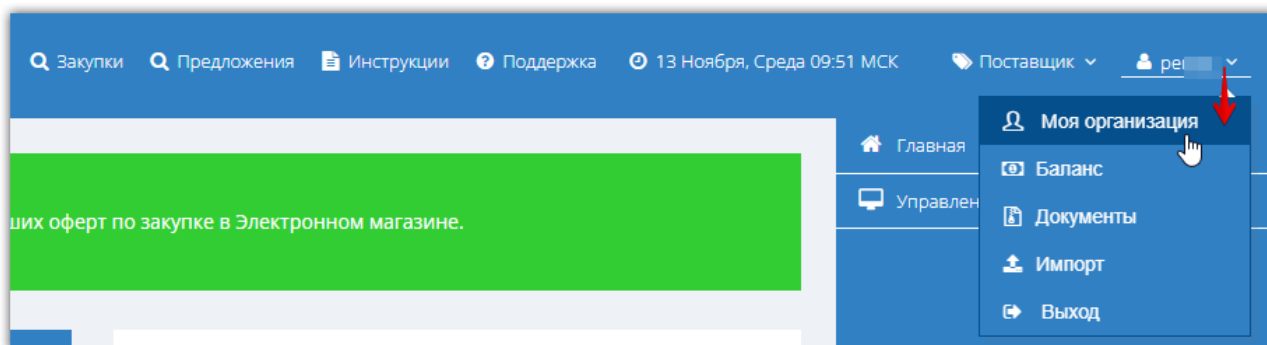 Закупки Предложения Инструкции Поддержка 13 Ноября, Среда 09:51 МСК Поставщик
Моя организация
Главная
Баланс
Управлен
ших оферт по закупке в Электронном магазине.
Документы
Импорт
Выход